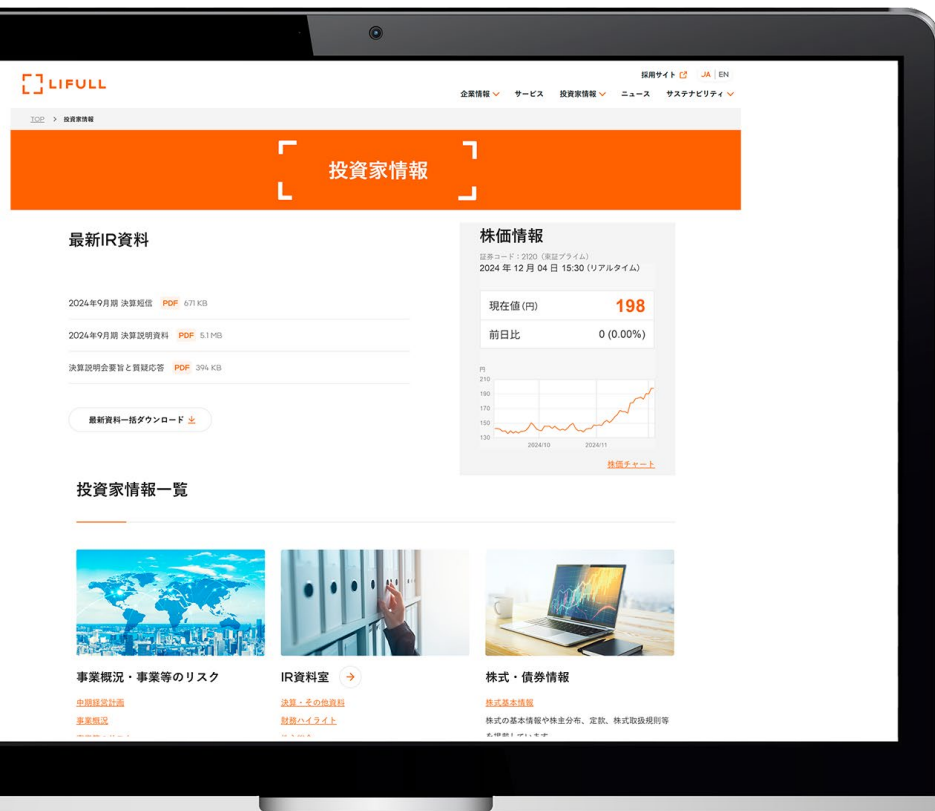 LIFULL
採用サイト JA | EN
企業情報 サービス 投資家情報 ニュース サステナビリティ
TOP > 投資家情報
投資家情報
最新IR資料
2024年9月期 決算短信 PDF 671 KB
2024年9月期 決算説明資料 PDF 5.1 MB
決算説明会要旨と質疑応答 PDF 394 KB
最新資料一括ダウンロード
株価情報
証券コード:2120(東証プライム)
2024 年 12 月 04 日 15:30 (リアルタイム)
現在値(円) 198
前日比 0 (0.00%)
円
210
190
170
150
130
2024/10 2024/11
株価チャート
投資家情報一覧
事業概況・事業等のリスク
中期経営計画
事業概況
IR資料室
決算・その他資料
財務ハイライト
株式・債券情報
株式基本情報
株式の基本情報や株主分布、定款、株式取扱規則等
を掲載しています。